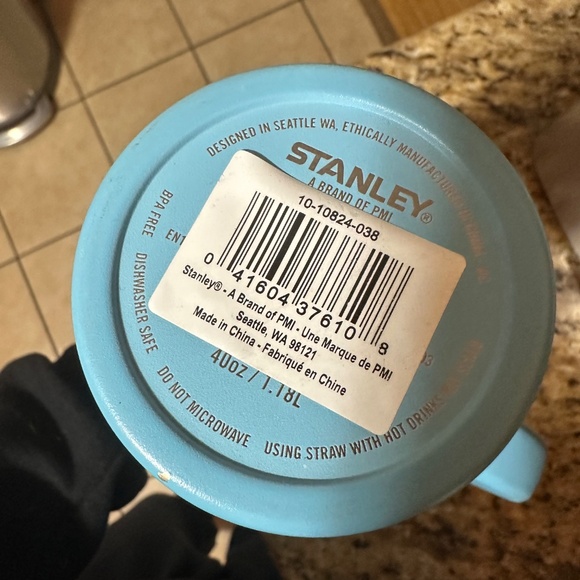 DESIGNED IN SEATTLE WA, ETHICALLY MANUFACTURED
STANLEY®
A BRAND OF PMI
10-10824-038
0 41604 37610 8
Stanley® - A Brand of PMI - Une Marque de PMI
Seattle, WA 98121
Made in China - Fabriqué en Chine
40oz / 1.18L
BPA FREE
DISHWASHER SAFE
DO NOT MICROWAVE
USING STRAW WITH HOT DRINKS